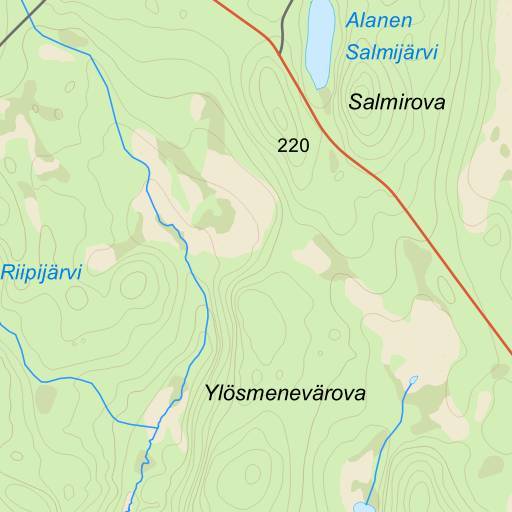 Alanen
Salmijärvi
Salmirova
220
Riipijärvi
Ylösmenevärova